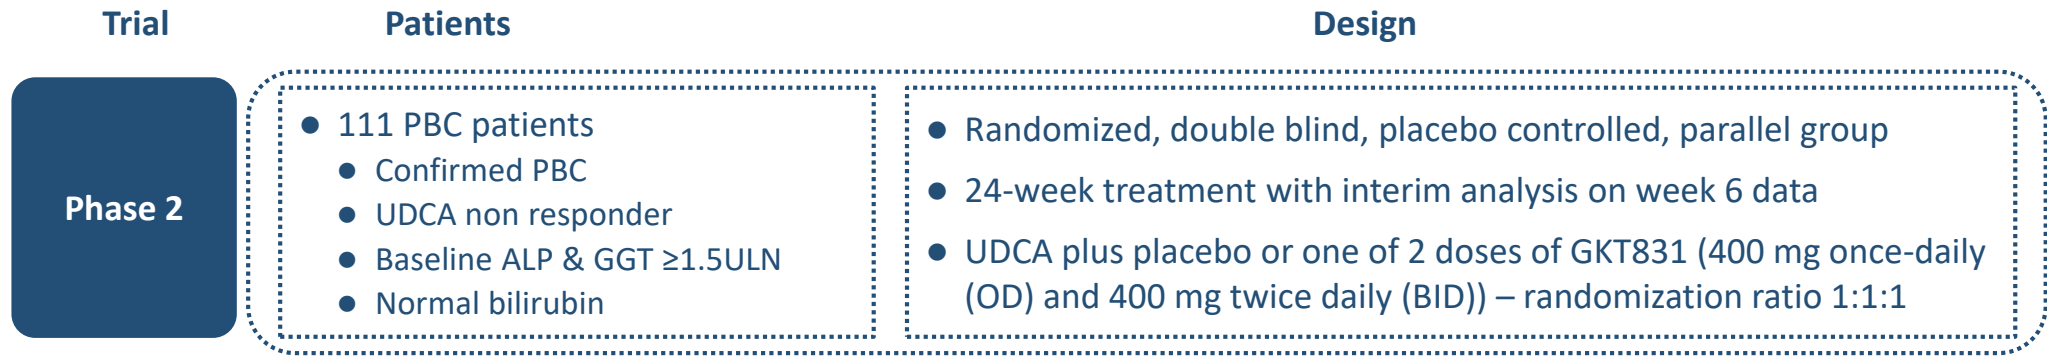 Trial
Patients
Design
Phase 2
● 111 PBC patients
● Confirmed PBC
● UDCA non responder
● Baseline ALP & GGT ≥1.5ULN
● Normal bilirubin
● Randomized, double blind, placebo controlled, parallel group
● 24-week treatment with interim analysis on week 6 data
● UDCA plus placebo or one of 2 doses of GKT831 (400 mg once-daily
(OD) and 400 mg twice daily (BID)) – randomization ratio 1:1:1